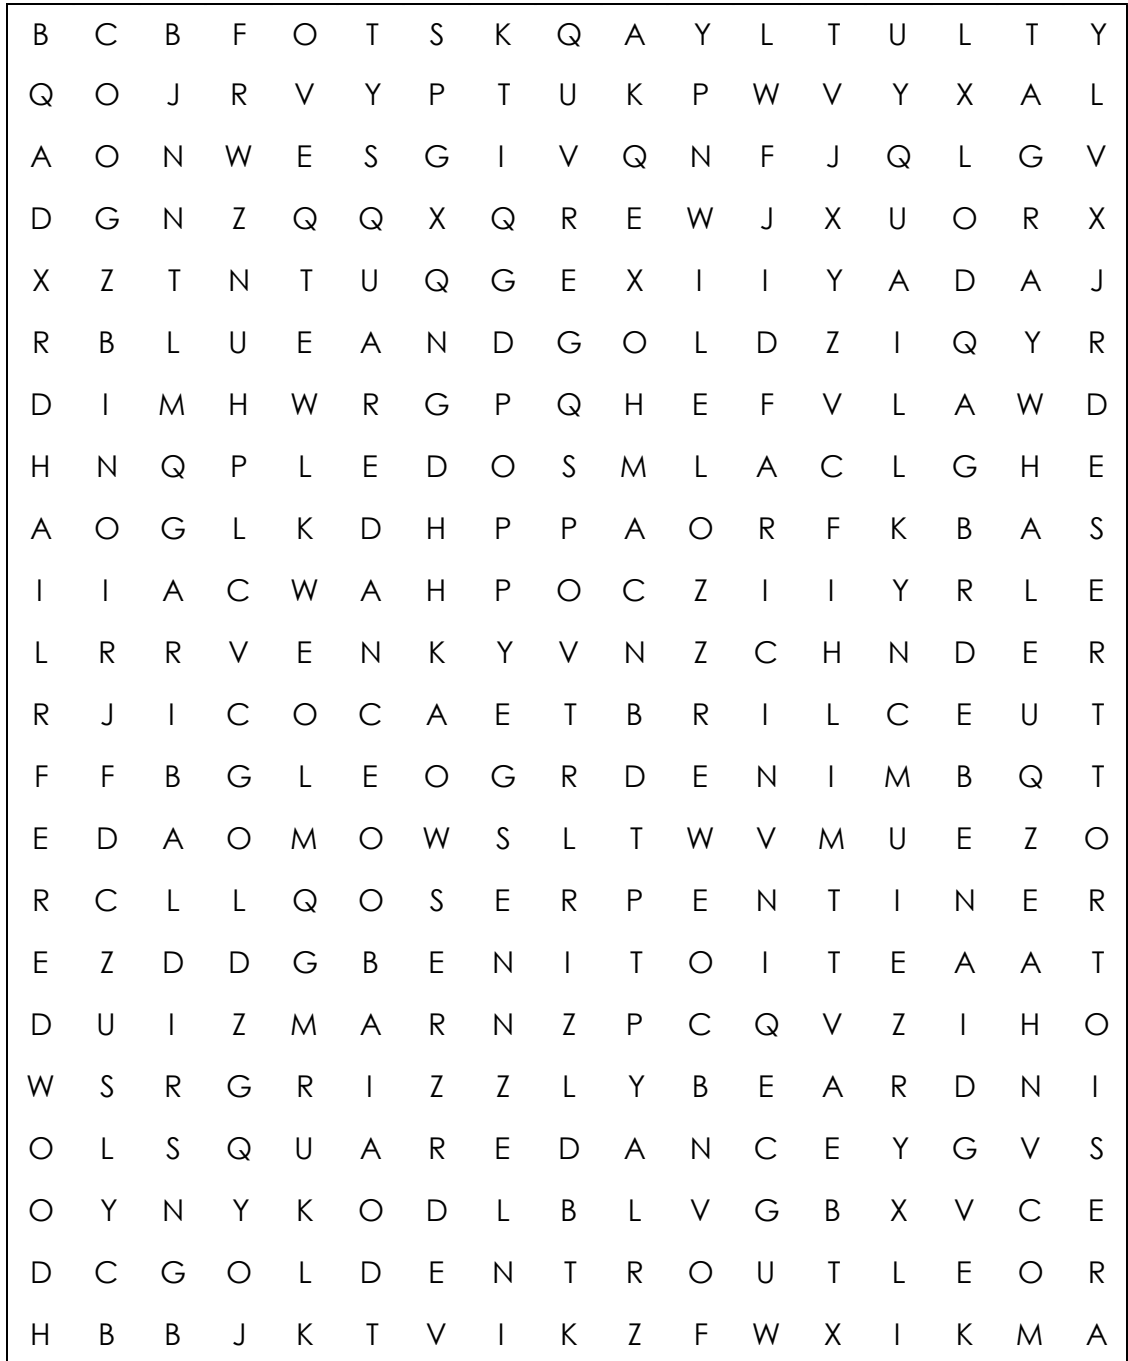 B C B F O T S K Q A Y L T U L T Y
Q O J R V Y P T U K P W V Y X A L
A O N W E S G I V Q N F J Q L G V
D G N Z Q Q X Q R E W J X U O R X
X Z T N T U Q G E X I I Y A D A J
R B L U E A N D G O L D Z I Q Y R
D I M H W R G P Q H E F V L A W D
H N Q P L E D O S M L A C L G H E
A O G L K D H P P A O R F K B A S
I I A C W A H P O C Z I I Y R L E
L R R V E N K Y V N Z C H N D E R
R J I C O C A E T B R I L C E U T
F F B G L E O G R D E N I M B Q T
E D A O M O W S L T W V M U E Z O
R C L L Q O S E R P E N T I N E R
E Z D D G B E N I T O I T E A A T
D U I Z M A R N Z P C Q V Z I H O
W S R G R I Z Z L Y B E A R D N I
O L S Q U A R E D A N C E Y G V S
O Y N Y K O D L B L V G B X V C E
D C G O L D E N T R O U T L E O R
H B B J K T V I K Z F W X I K M A